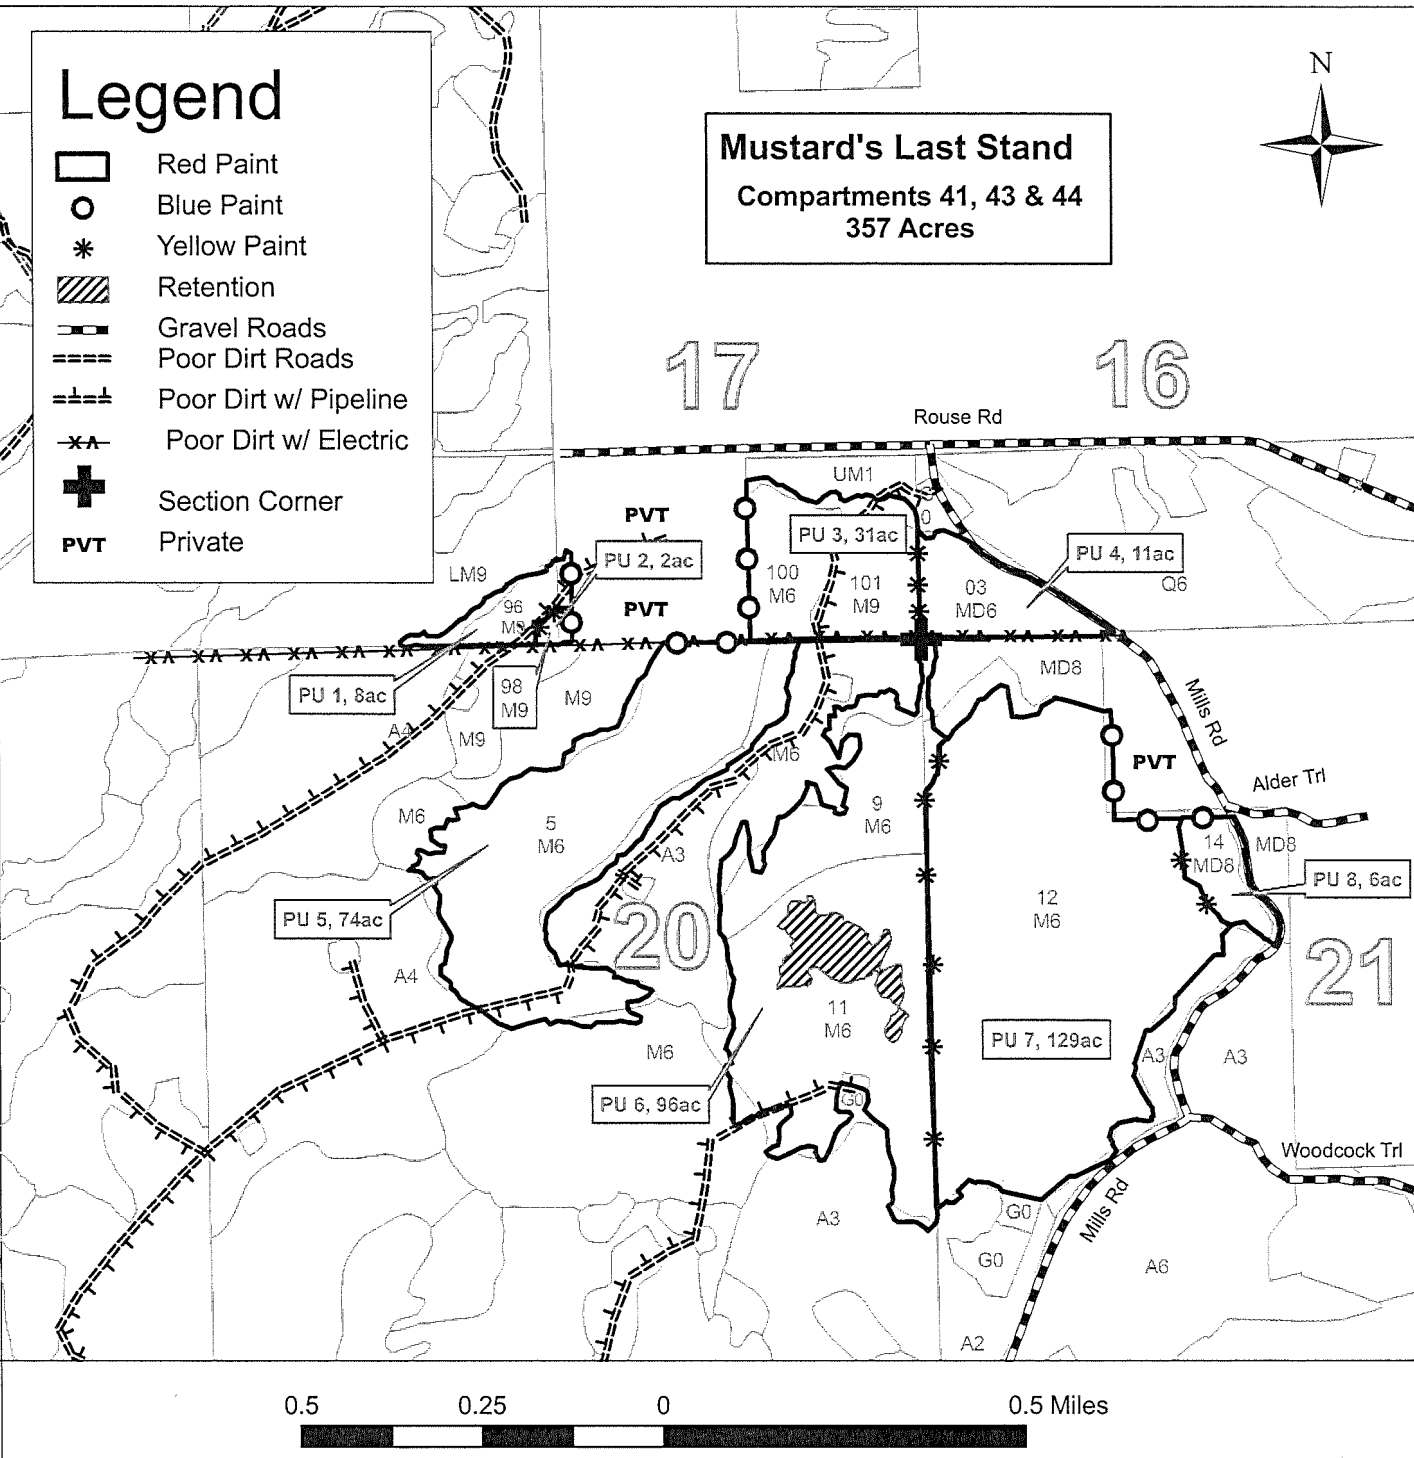 Legend
Red Paint
Blue Paint
Yellow Paint
Retention
Gravel Roads
Poor Dirt Roads
Poor Dirt w/ Pipeline
Poor Dirt w/ Electric
Section Corner
PVT Private
N
Mustard's Last Stand
Compartments 41, 43 & 44
357 Acres
17
16
Rouse Rd
UM1
0
PVT
PU 3, 31ac
PU 4, 11ac
PU 2, 2ac
LM9
100
M6
101
M9
03
MD6
Q6
96
M9
PVT
PU 1, 8ac
98
M9
M9
MD8
Mills Rd
A4
M9
M6
PVT
Alder Trl
M6
5
M6
9
M6
A3
14
MD8
MD8
PU 8, 6ac
PU 5, 74ac
12
M6
20
21
A4
11
M6
PU 7, 129ac
M6
A3
A3
PU 6, 96ac
G0
Woodcock Trl
Mills Rd
A3
G0
G0
A6
A2
0.5 0.25 0 0.5 Miles